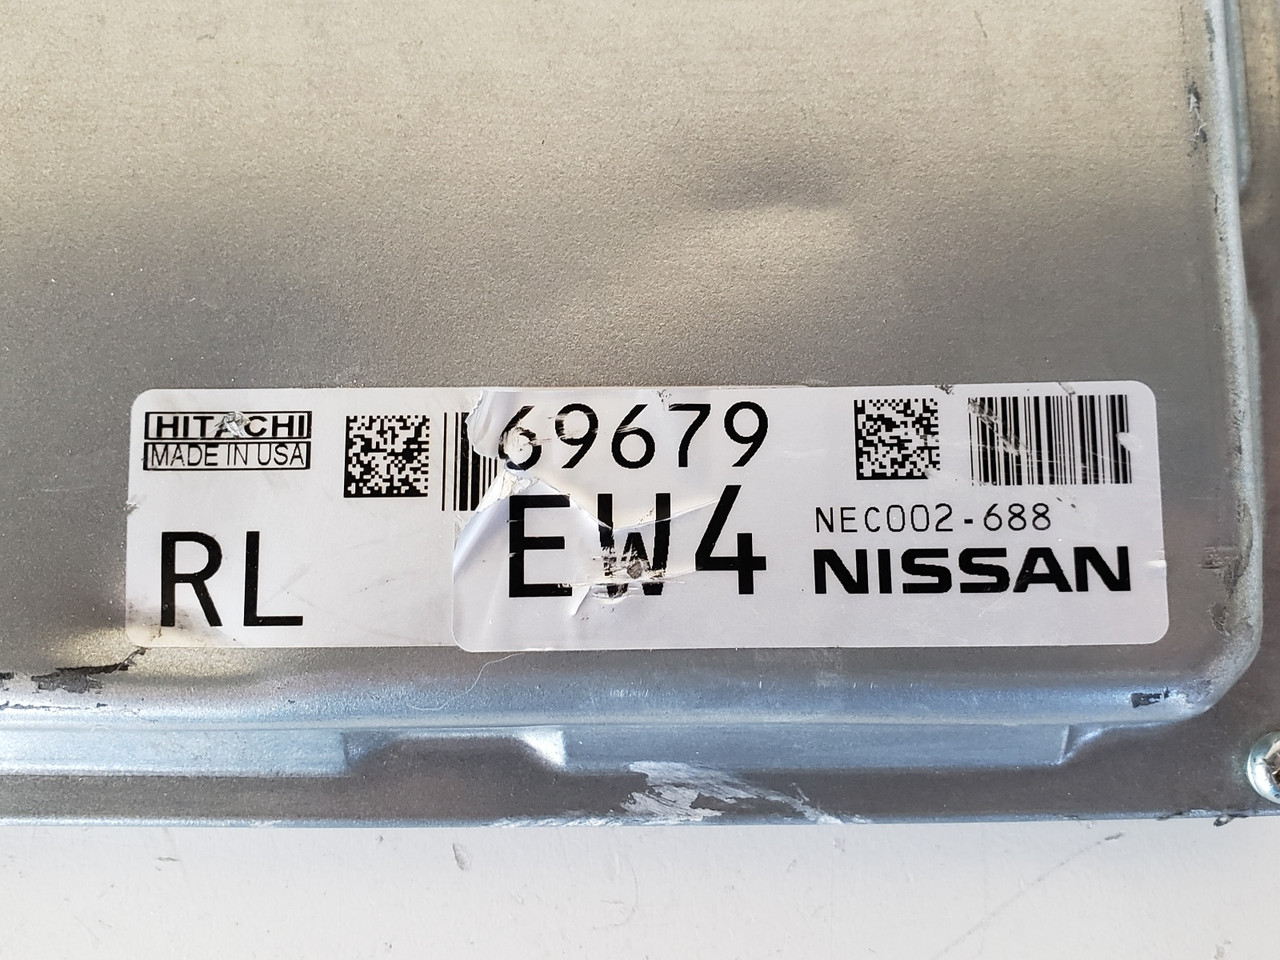 HITACHI
MADE IN USA
RL
69679
EW4
NEC002-688
NISSAN